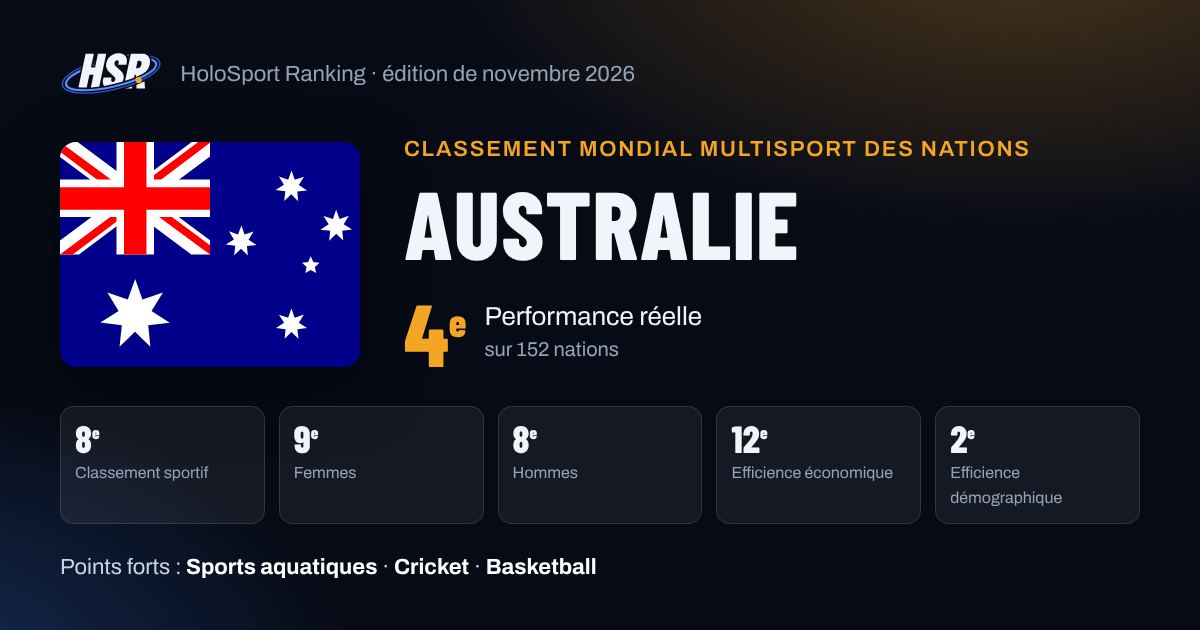 HSR HoloSport Ranking · édition de novembre 2026
CLASSEMENT MONDIAL MULTISPORT DES NATIONS
AUSTRALIE
4e Performance réelle
sur 152 nations
8e
Classement sportif
9e
Femmes
8e
Hommes
12e
Efficience économique
2e
Efficience
démographique
Points forts : Sports aquatiques · Cricket · Basketball